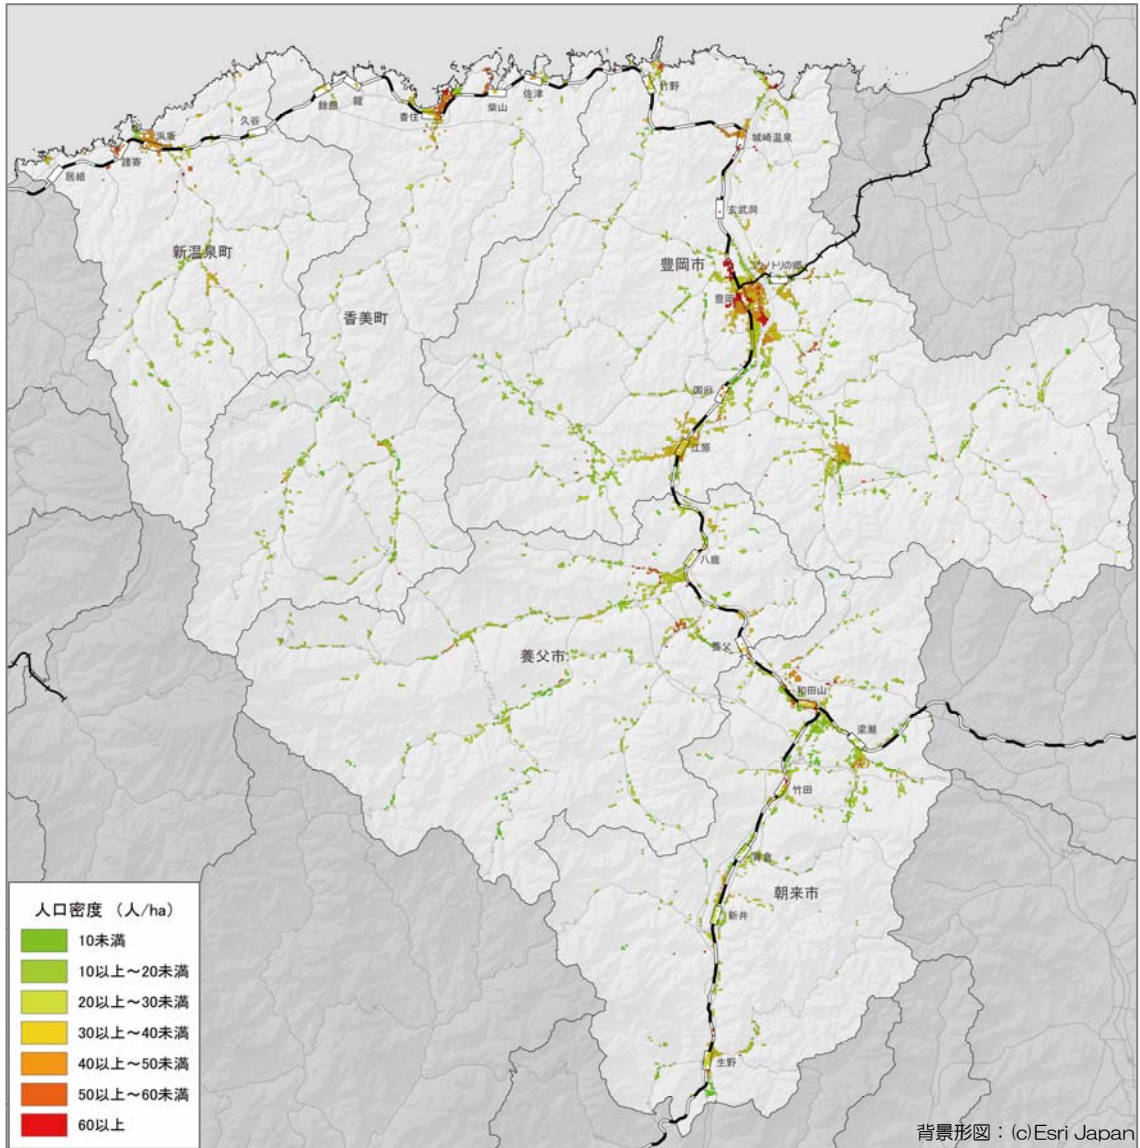 竹野
佐津
柴山
鎧
餘部
香住
久谷
浜坂
諸寄
居組
城崎温泉
玄武洞
新温泉町
豊岡市
コウノトリの郷
豊岡
香美町
国府
江原
八鹿
養父
養父市
和田山
梁瀬
竹田
青倉
朝来市
新井
生野
人口密度 （人/ha）
10未満
10以上～20未満
20以上～30未満
30以上～40未満
40以上～50未満
50以上～60未満
60以上
背景形図：(c)Esri Japan